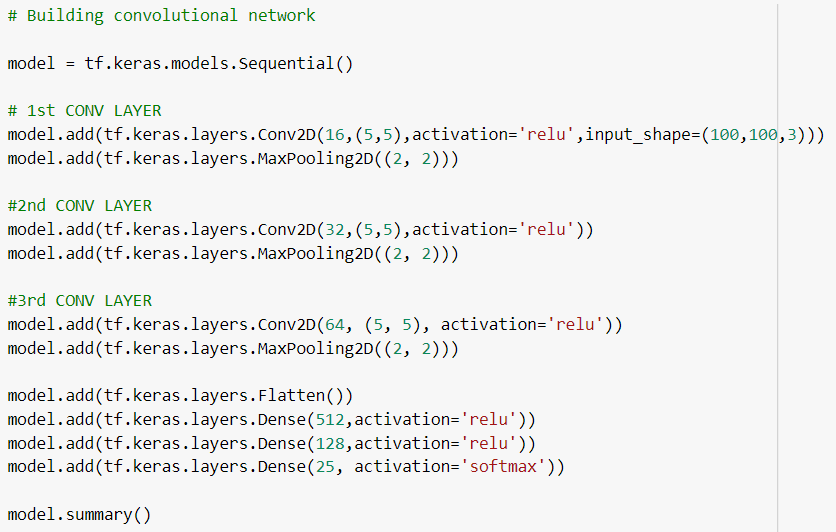 # Building convolutional network
model = tf.keras.models.Sequential()
# 1st CONV LAYER
model.add(tf.keras.layers.Conv2D(16,(5,5),activation='relu',input_shape=(100,100,3)))
model.add(tf.keras.layers.MaxPooling2D((2, 2)))
#2nd CONV LAYER
model.add(tf.keras.layers.Conv2D(32,(5,5),activation='relu'))
model.add(tf.keras.layers.MaxPooling2D((2, 2)))
#3rd CONV LAYER
model.add(tf.keras.layers.Conv2D(64, (5, 5), activation='relu'))
model.add(tf.keras.layers.MaxPooling2D((2, 2)))
model.add(tf.keras.layers.Flatten())
model.add(tf.keras.layers.Dense(512,activation='relu'))
model.add(tf.keras.layers.Dense(128,activation='relu'))
model.add(tf.keras.layers.Dense(25, activation='softmax'))
model.summary()